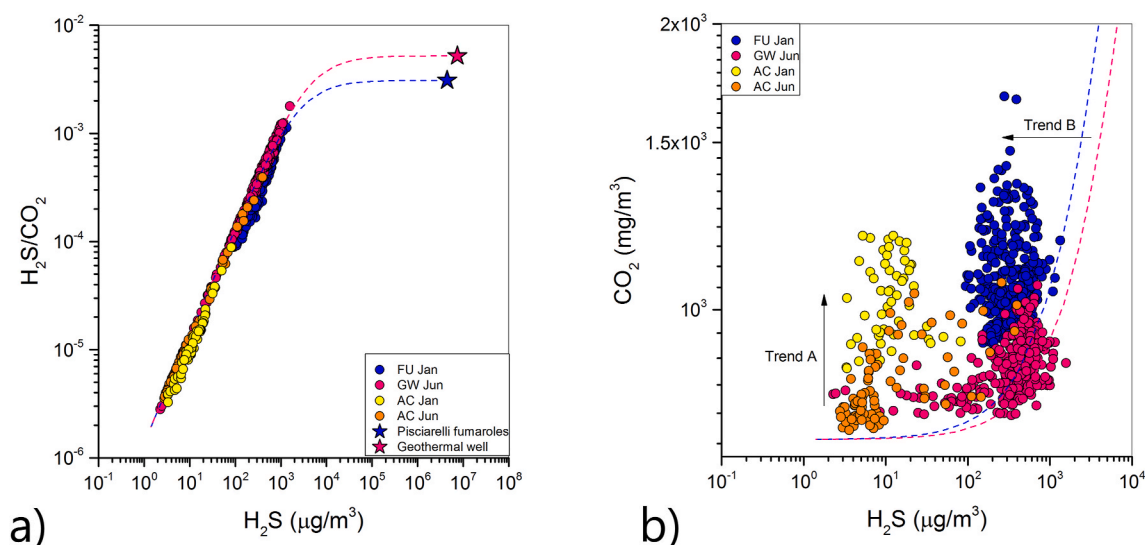 10⁻²
10⁻³
10⁻⁴
10⁻⁵
10⁻⁶
H₂S/CO₂
FU Jan
GW Jun
AC Jan
AC Jun
Pisciarelli fumaroles
Geothermal well
10⁻¹ 10⁰ 10¹ 10² 10³ 10⁴ 10⁵ 10⁶ 10⁷ 10⁸
H₂S (μg/m³)
a)
2x10³
1.5x10³
10³
CO₂ (mg/m³)
FU Jan
GW Jun
AC Jan
AC Jun
Trend B
Trend A
10⁻¹ 10⁰ 10¹ 10² 10³ 10⁴
H₂S (μg/m³)
b)